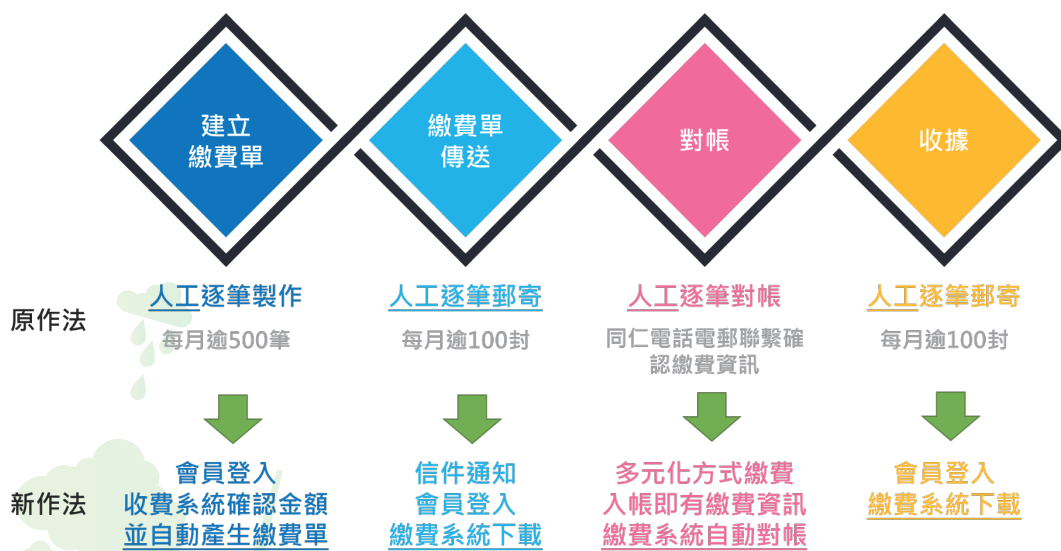 建立
繳費單
繳費單
傳送
對帳
收據
原作法
人工逐筆製作
每月逾500筆
人工逐筆郵寄
每月逾100封
人工逐筆對帳
同仁電話電郵聯繫確
認繳費資訊
人工逐筆郵寄
每月逾100封
新作法
會員登入
收費系統確認金額
並自動產生繳費單
信件通知
會員登入
繳費系統下載
多元化方式繳費
入帳即有繳費資訊
繳費系統自動對帳
會員登入
繳費系統下載